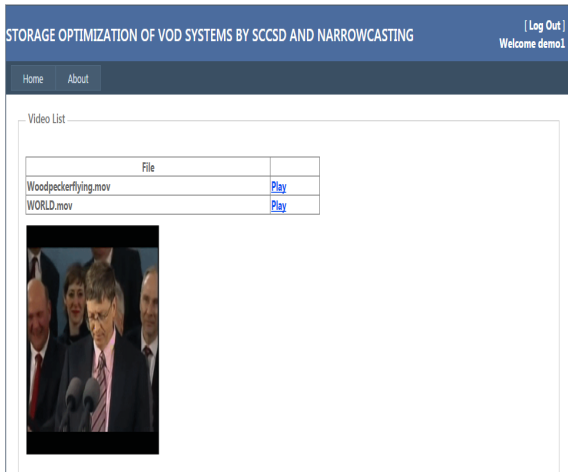 STORAGE OPTIMIZATION OF VOD SYSTEMS BY SCCSD AND NARROWCASTING
[ Log Out ]
Welcome demo1
Home About
Video List
File
Woodpeckerflying.mov Play
WORLD.mov Play